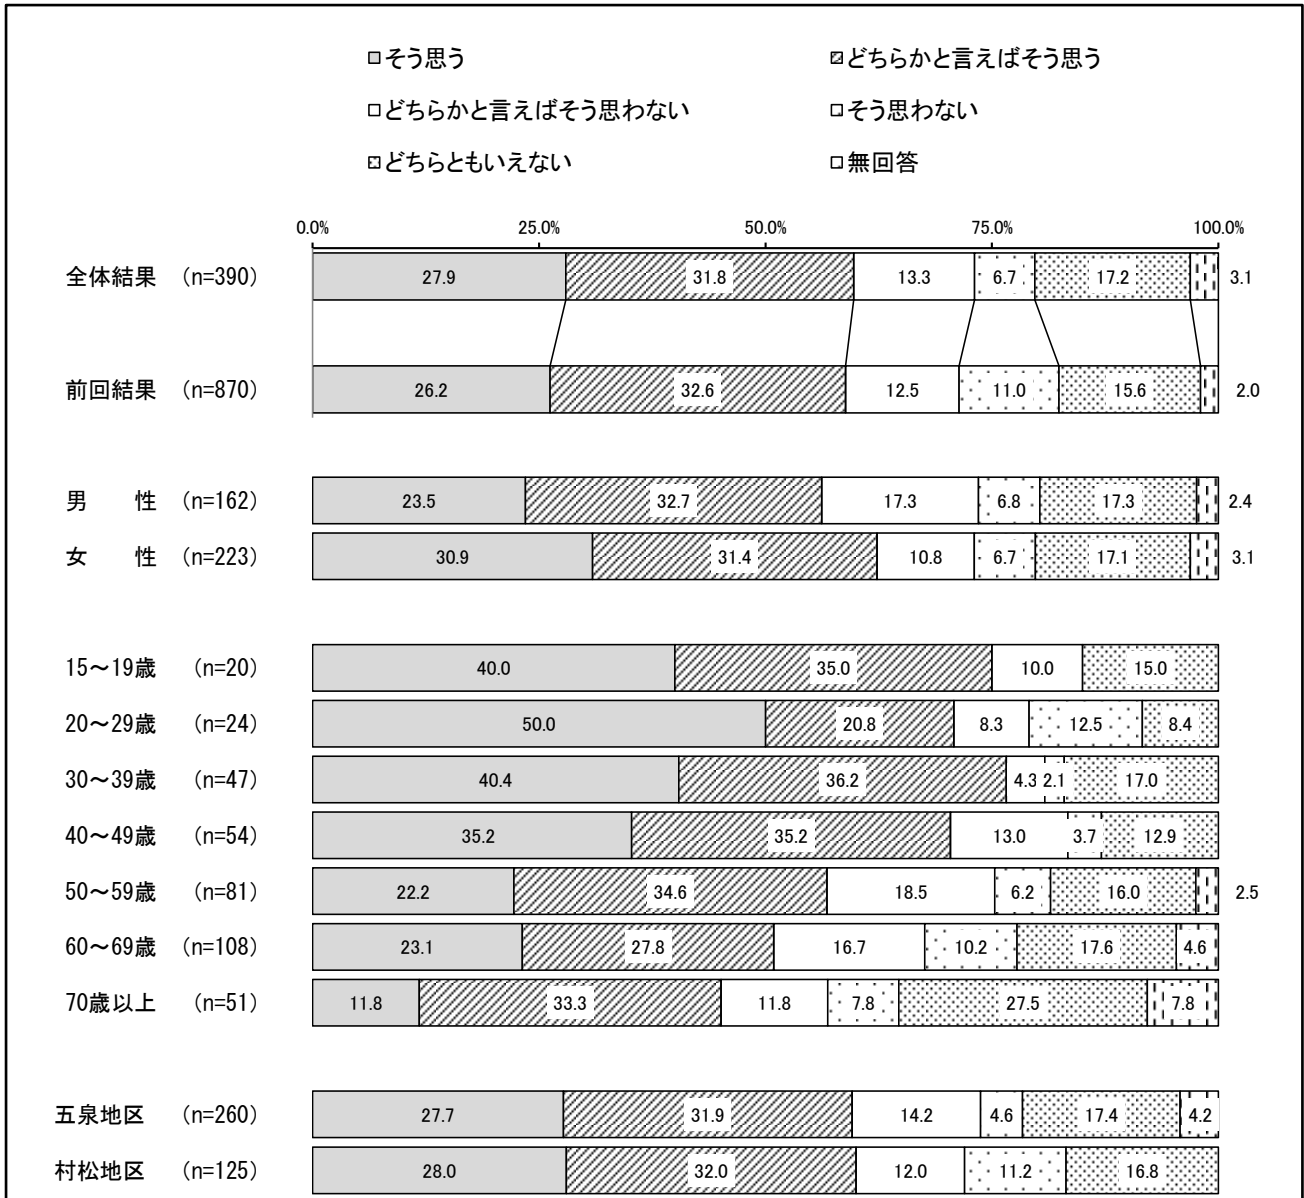 そう思う　どちらかと言えばそう思う
どちらかと言えばそう思わない　そう思わない
どちらともいえない　無回答
0.0%　25.0%　50.0%　75.0%　100.0%
全体結果　(n=390)　27.9　31.8　13.3　6.7　17.2　3.1
前回結果　(n=870)　26.2　32.6　12.5　11.0　15.6　2.0
男　性　(n=162)　23.5　32.7　17.3　6.8　17.3　2.4
女　性　(n=223)　30.9　31.4　10.8　6.7　17.1　3.1
15～19歳　(n=20)　40.0　35.0　10.0　15.0
20～29歳　(n=24)　50.0　20.8　8.3　12.5　8.4
30～39歳　(n=47)　40.4　36.2　4.3　2.1　17.0
40～49歳　(n=54)　35.2　35.2　13.0　3.7　12.9
50～59歳　(n=81)　22.2　34.6　18.5　6.2　16.0　2.5
60～69歳　(n=108)　23.1　27.8　16.7　10.2　17.6　4.6
70歳以上　(n=51)　11.8　33.3　11.8　7.8　27.5　7.8
五泉地区　(n=260)　27.7　31.9　14.2　4.6　17.4　4.2
村松地区　(n=125)　28.0　32.0　12.0　11.2　16.8